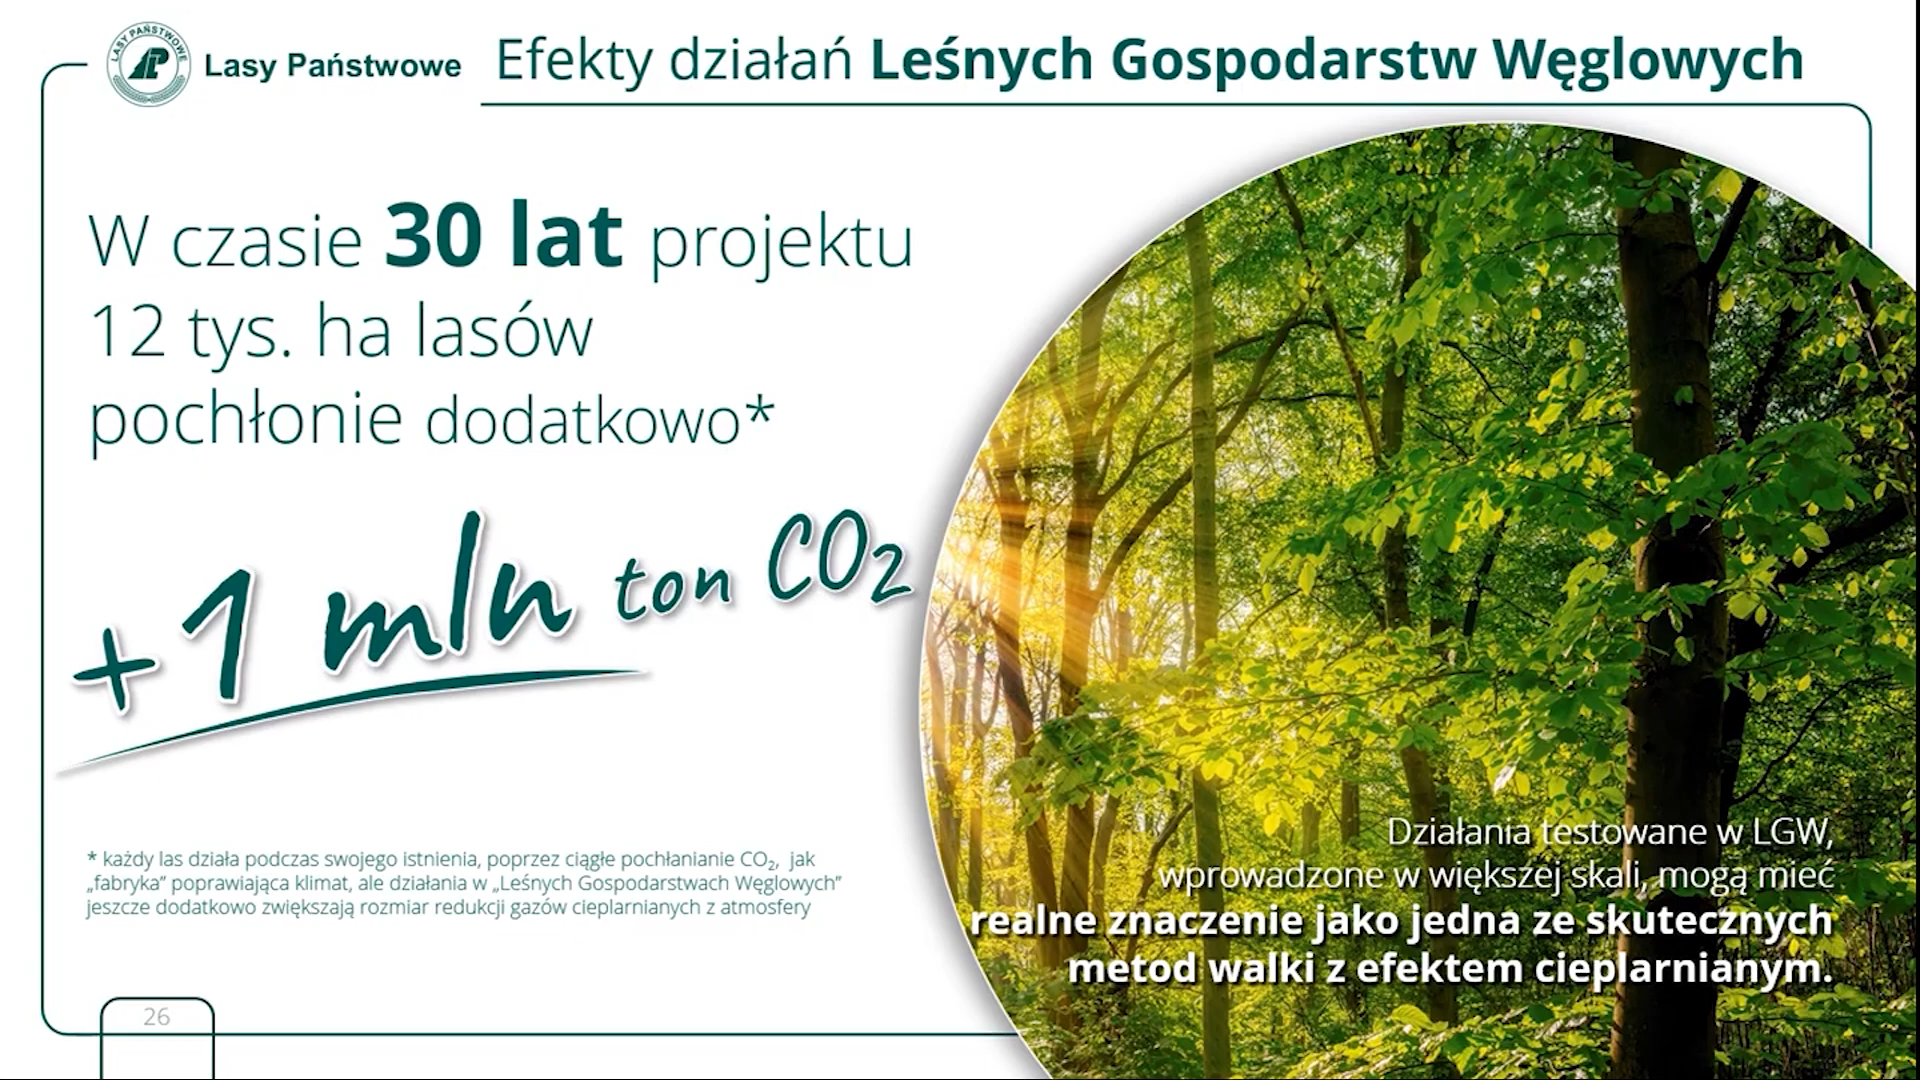 LASY PAŃSTWOWE
Lasy Państwowe
Efekty działań Leśnych Gospodarstw Węglowych
W czasie 30 lat projektu
12 tys. ha lasów
pochłonie dodatkowo*
+1 mln ton CO₂
* każdy las działa podczas swojego istnienia, poprzez ciągłe pochłanianie CO₂, jak
„fabryka” poprawiająca klimat, ale działania w „Leśnych Gospodarstwach Węglowych”
jeszcze dodatkowo zwiększają rozmiar redukcji gazów cieplarnianych z atmosfery
Działania testowane w LGW,
wprowadzone w większej skali, mogą mieć
realne znaczenie jako jedna ze skutecznych
metod walki z efektem cieplarnianym.
26